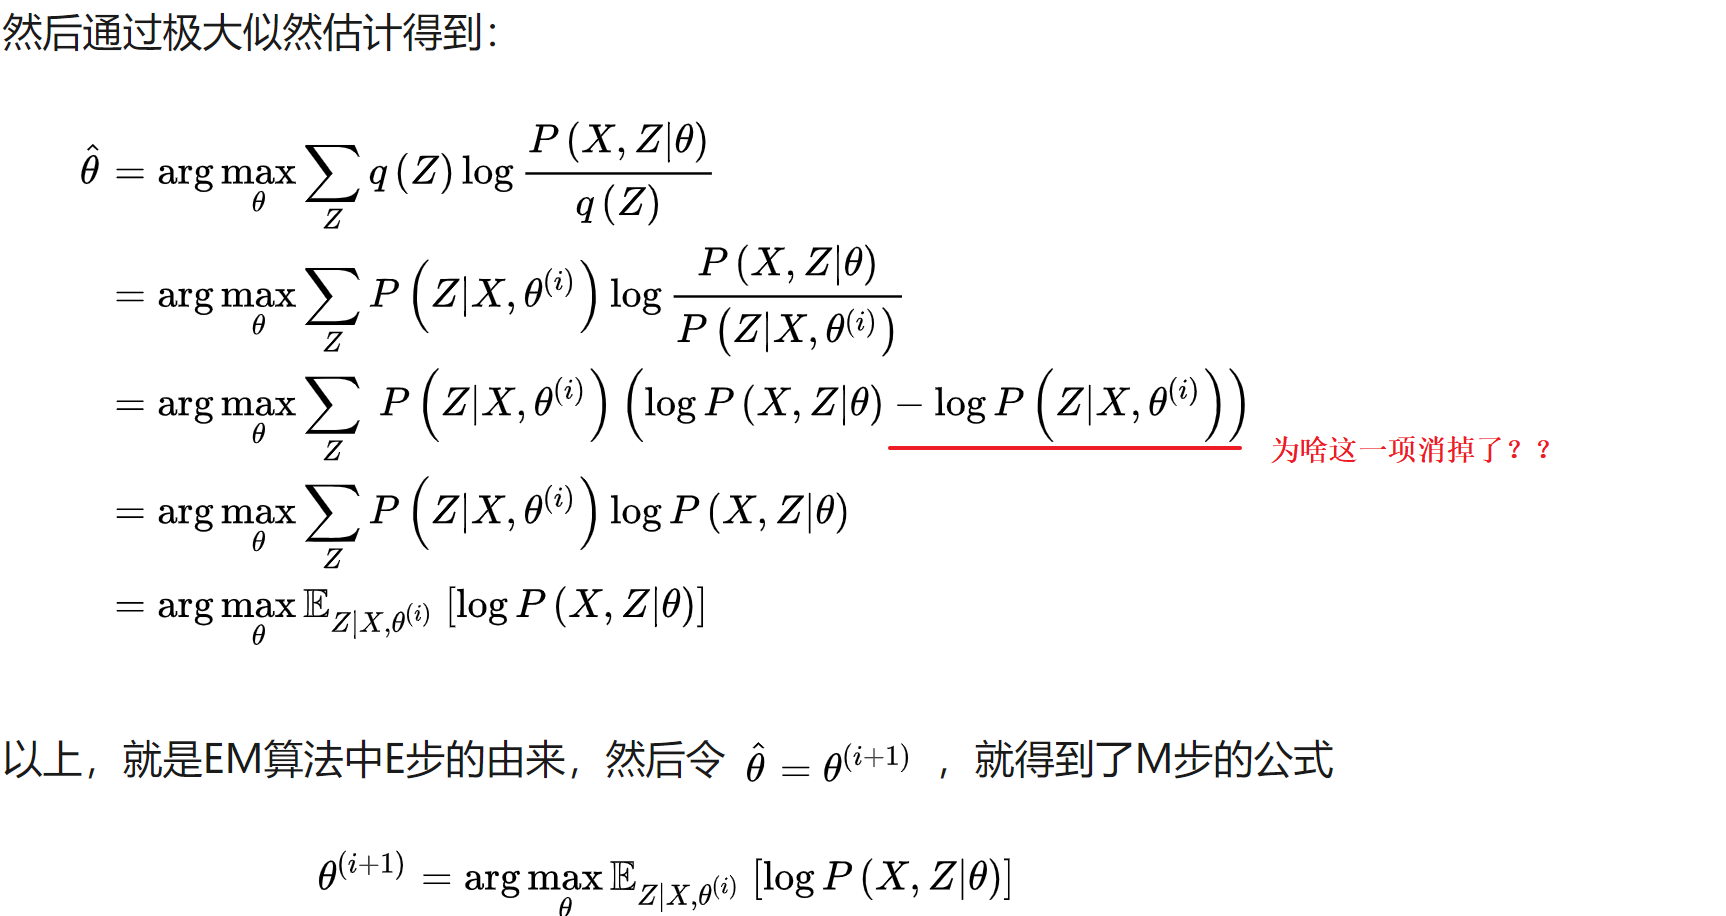 然后通过极大似然估计得到：
$\hat{\theta} = \arg\max_{\theta} \sum_{Z} q(Z) \log \frac{P(X, Z|\theta)}{q(Z)}$
$= \arg\max_{\theta} \sum_{Z} P\left(Z|X, \theta^{(i)}\right) \log \frac{P(X, Z|\theta)}{P\left(Z|X, \theta^{(i)}\right)}$
$= \arg\max_{\theta} \sum_{Z} P\left(Z|X, \theta^{(i)}\right) \left(\log P(X, Z|\theta) - \log P\left(Z|X, \theta^{(i)}\right)\right)$
为啥这一项消掉了？？
$= \arg\max_{\theta} \sum_{Z} P\left(Z|X, \theta^{(i)}\right) \log P(X, Z|\theta)$
$= \arg\max_{\theta} \mathbb{E}_{Z|X,\theta^{(i)}} [\log P(X, Z|\theta)]$
以上，就是EM算法中E步的由来，然后令 $\hat{\theta} = \theta^{(i+1)}$ ，就得到了M步的公式
$\theta^{(i+1)} = \arg\max_{\theta} \mathbb{E}_{Z|X,\theta^{(i)}} [\log P(X, Z|\theta)]$